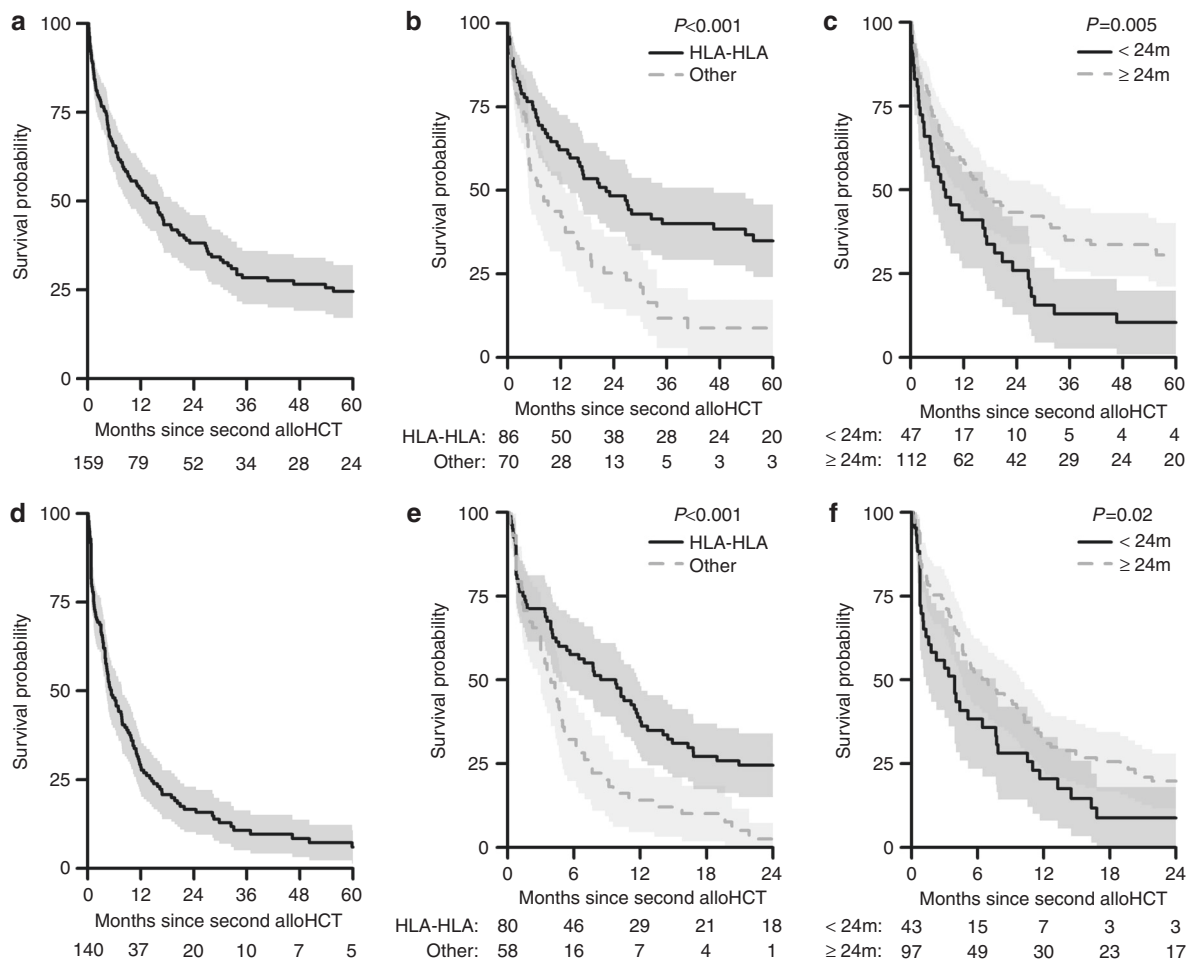 a
100
75
50
25
0
Survival probability
0 12 24 36 48 60
Months since second alloHCT
159 79 52 34 28 24
b
100
75
50
25
0
Survival probability
P<0.001
HLA-HLA
Other
0 12 24 36 48 60
Months since second alloHCT
HLA-HLA: 86 50 38 28 24 20
Other: 70 28 13 5 3 3
c
100
75
50
25
0
Survival probability
P=0.005
< 24m
≥ 24m
0 12 24 36 48 60
Months since second alloHCT
< 24m: 47 17 10 5 4 4
≥ 24m: 112 62 42 29 24 20
d
100
75
50
25
0
Survival probability
0 12 24 36 48 60
Months since second alloHCT
140 37 20 10 7 5
e
100
75
50
25
0
Survival probability
P<0.001
HLA-HLA
Other
0 6 12 18 24
Months since second alloHCT
HLA-HLA: 80 46 29 21 18
Other: 58 16 7 4 1
f
100
75
50
25
0
Survival probability
P=0.02
< 24m
≥ 24m
0 6 12 18 24
Months since second alloHCT
< 24m: 43 15 7 3 3
≥ 24m: 97 49 30 23 17